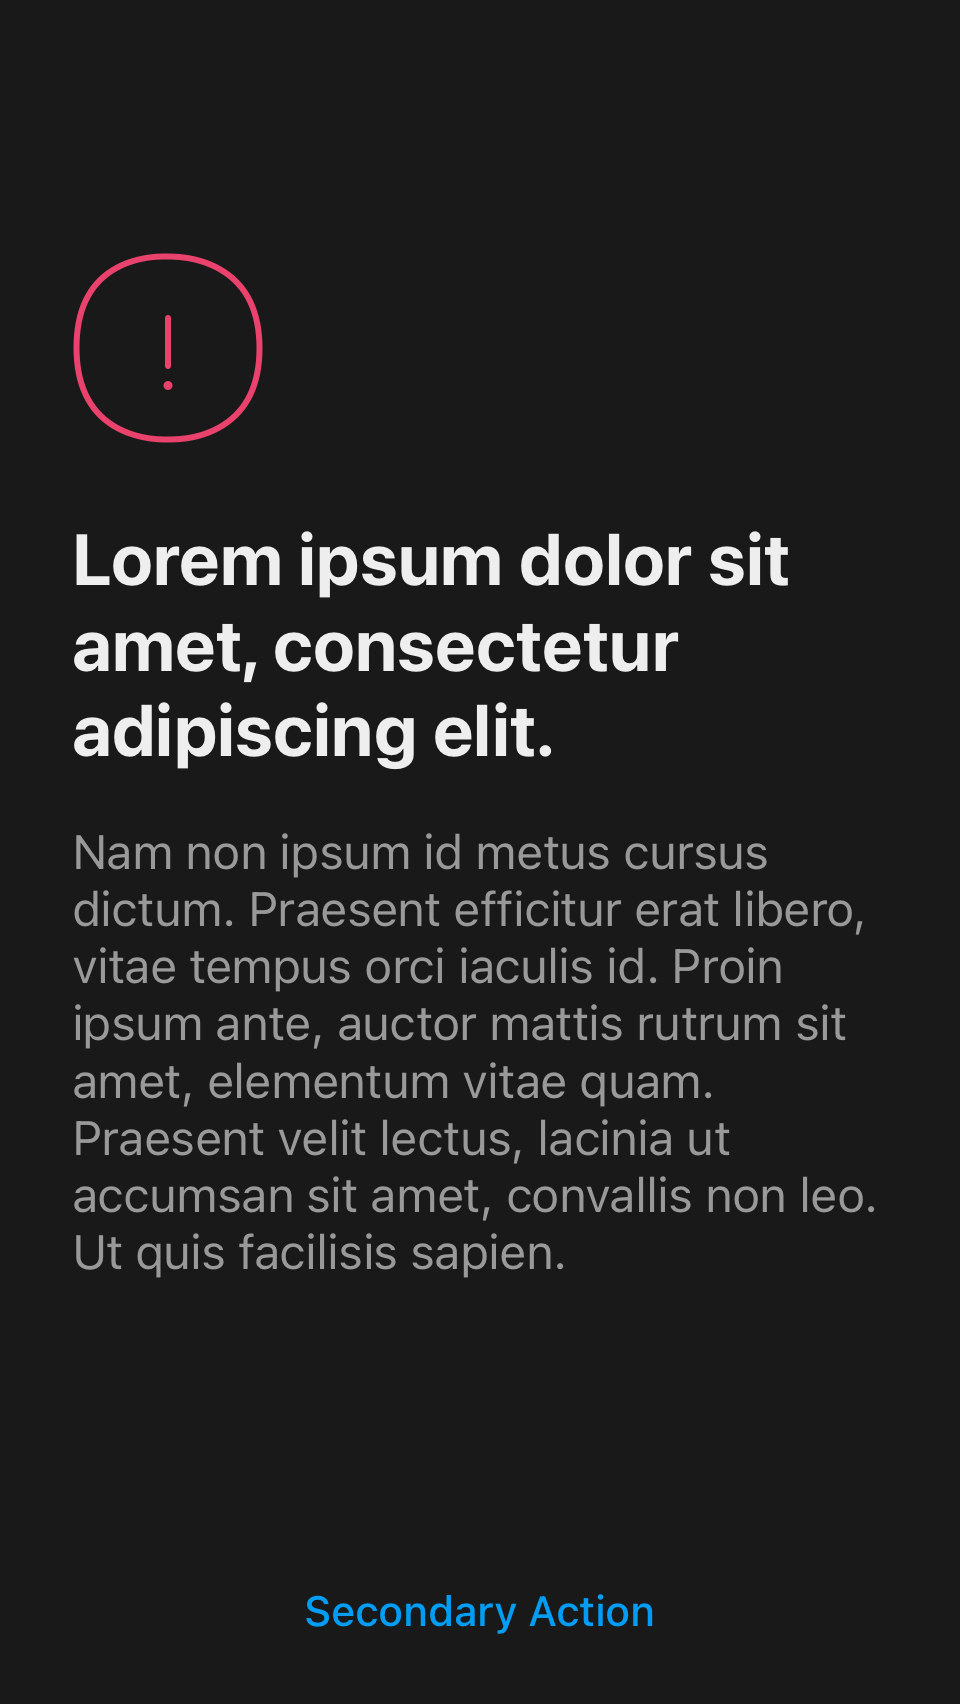 Lorem ipsum dolor sit
amet, consectetur
adipiscing elit.
Nam non ipsum id metus cursus
dictum. Praesent efficitur erat libero,
vitae tempus orci iaculis id. Proin
ipsum ante, auctor mattis rutrum sit
amet, elementum vitae quam.
Praesent velit lectus, lacinia ut
accumsan sit amet, convallis non leo.
Ut quis facilisis sapien.
Secondary Action